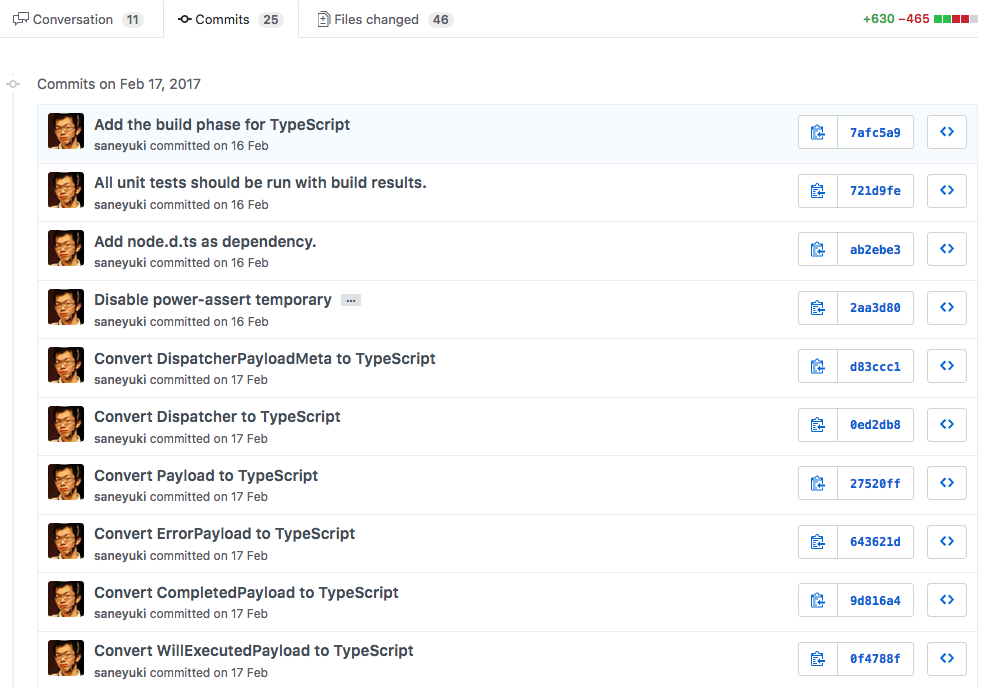 Conversation 11 Commits 25 Files changed 46 +630 −465
Commits on Feb 17, 2017
Add the build phase for TypeScript
saneyuki committed on 16 Feb
7afc5a9
All unit tests should be run with build results.
saneyuki committed on 16 Feb
721d9fe
Add node.d.ts as dependency.
saneyuki committed on 16 Feb
ab2ebe3
Disable power-assert temporary …
saneyuki committed on 16 Feb
2aa3d80
Convert DispatcherPayloadMeta to TypeScript
saneyuki committed on 17 Feb
d83ccc1
Convert Dispatcher to TypeScript
saneyuki committed on 17 Feb
0ed2db8
Convert Payload to TypeScript
saneyuki committed on 17 Feb
27520ff
Convert ErrorPayload to TypeScript
saneyuki committed on 17 Feb
643621d
Convert CompletedPayload to TypeScript
saneyuki committed on 17 Feb
9d816a4
Convert WillExecutedPayload to TypeScript
saneyuki committed on 17 Feb
0f4788f